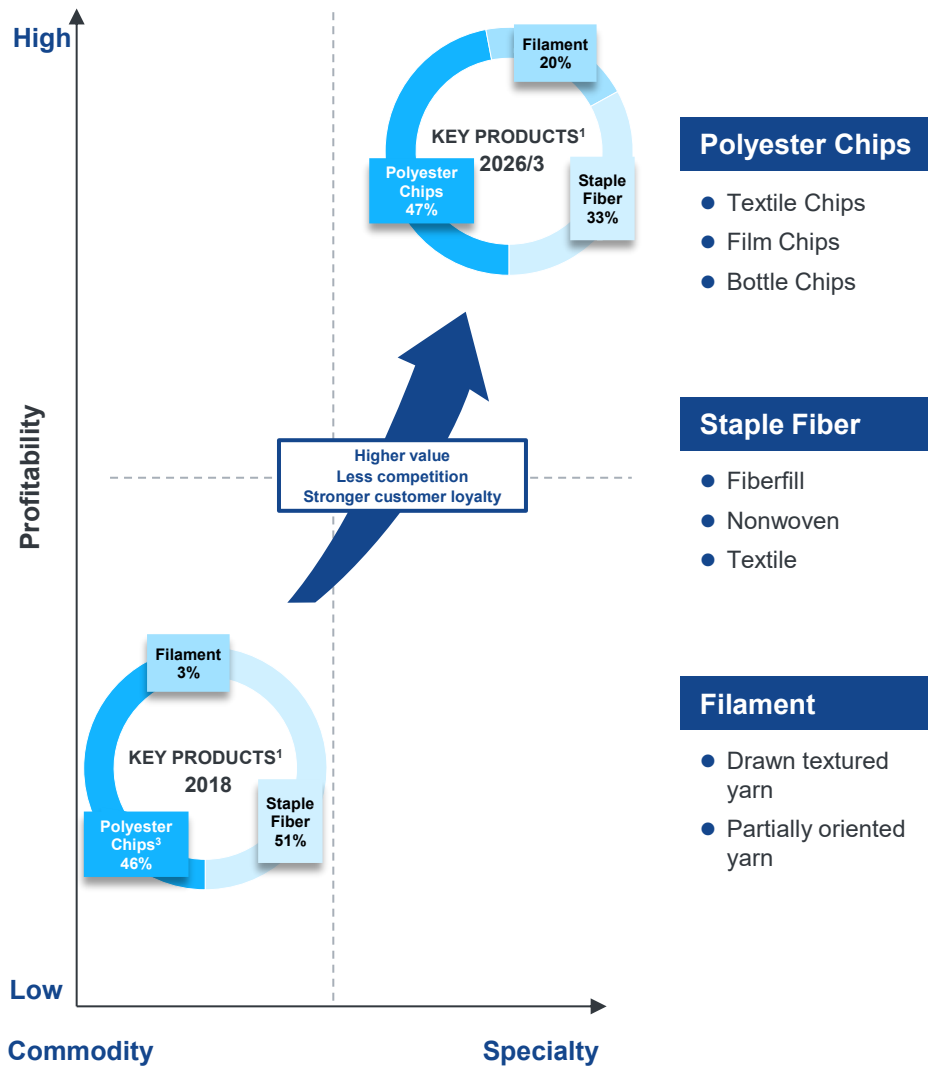 High
Filament
20%
KEY PRODUCTS¹
2026/3
Polyester
Chips
47%
Staple
Fiber
33%
Polyester Chips
Textile Chips
Film Chips
Bottle Chips
Profitability
Higher value
Less competition
Stronger customer loyalty
Staple Fiber
Fiberfill
Nonwoven
Textile
Filament
3%
KEY PRODUCTS¹
2018
Polyester
Chips³
46%
Staple
Fiber
51%
Filament
Drawn textured
yarn
Partially oriented
yarn
Low
Commodity
Specialty